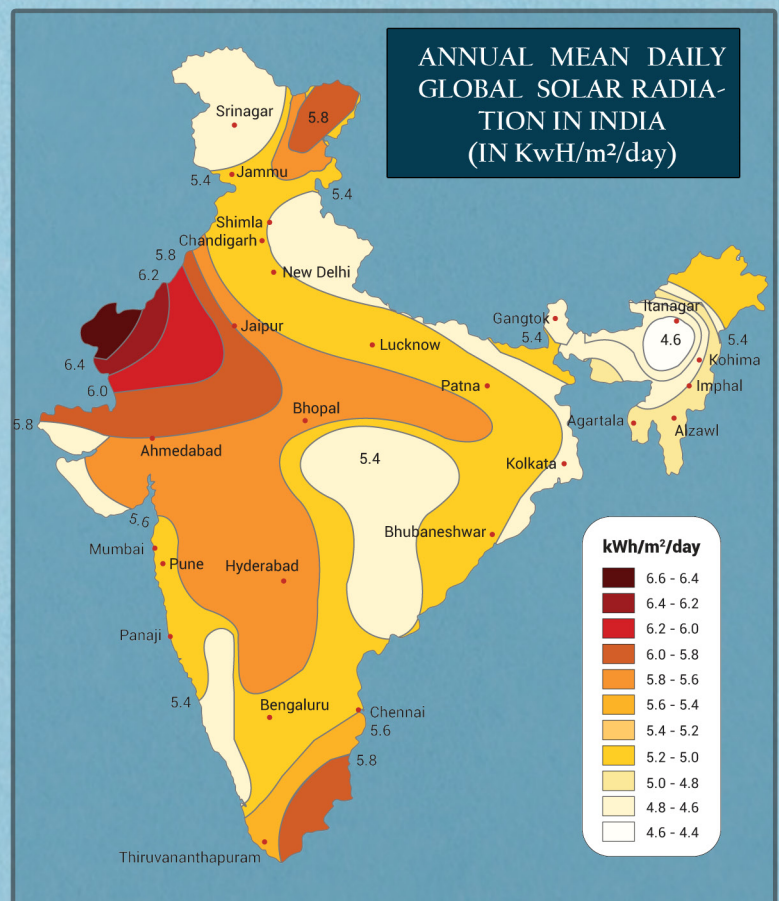 ANNUAL MEAN DAILY
GLOBAL SOLAR RADIA-
TION IN INDIA
(IN KwH/m²/day)
Srinagar
5.8
Jammu
5.4
5.4
Shimla
Chandigarh
5.8
New Delhi
6.2
Jaipur
Lucknow
6.4
6.0
Gangtok
5.4
Itanagar
4.6
5.4
Kohima
Imphal
Patna
5.8
Bhopal
Agartala
Alzawl
Ahmedabad
5.4
Kolkata
5.6
Bhubaneshwar
Mumbai
Pune
Hyderabad
Panaji
5.4
Bengaluru
Chennai
5.6
5.8
Thiruvananthapuram
kWh/m²/day
6.6 - 6.4
6.4 - 6.2
6.2 - 6.0
6.0 - 5.8
5.8 - 5.6
5.6 - 5.4
5.4 - 5.2
5.2 - 5.0
5.0 - 4.8
4.8 - 4.6
4.6 - 4.4